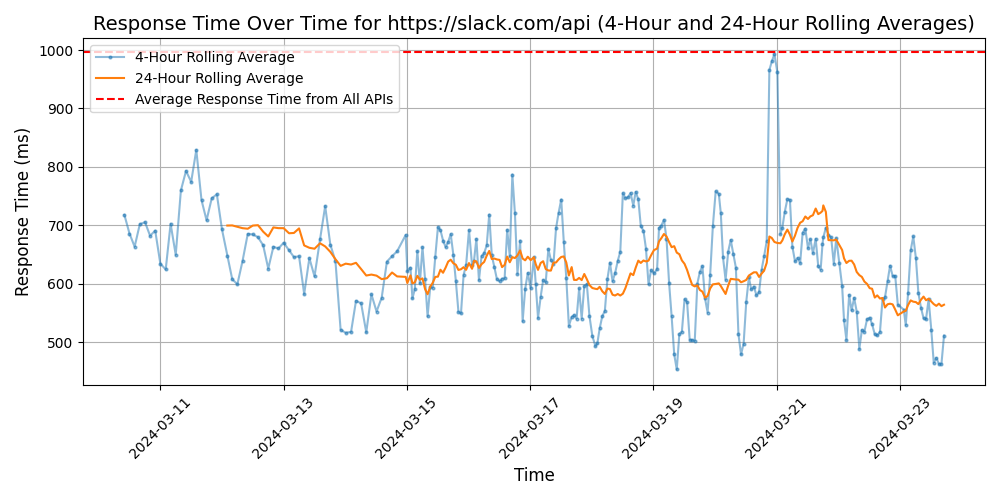 Response Time Over Time for https://slack.com/api (4-Hour and 24-Hour Rolling Averages)
1000
900
800
700
600
500
Response Time (ms)
4-Hour Rolling Average
24-Hour Rolling Average
Average Response Time from All APIs
2024-03-11
2024-03-13
2024-03-15
2024-03-17
2024-03-19
2024-03-21
2024-03-23
Time